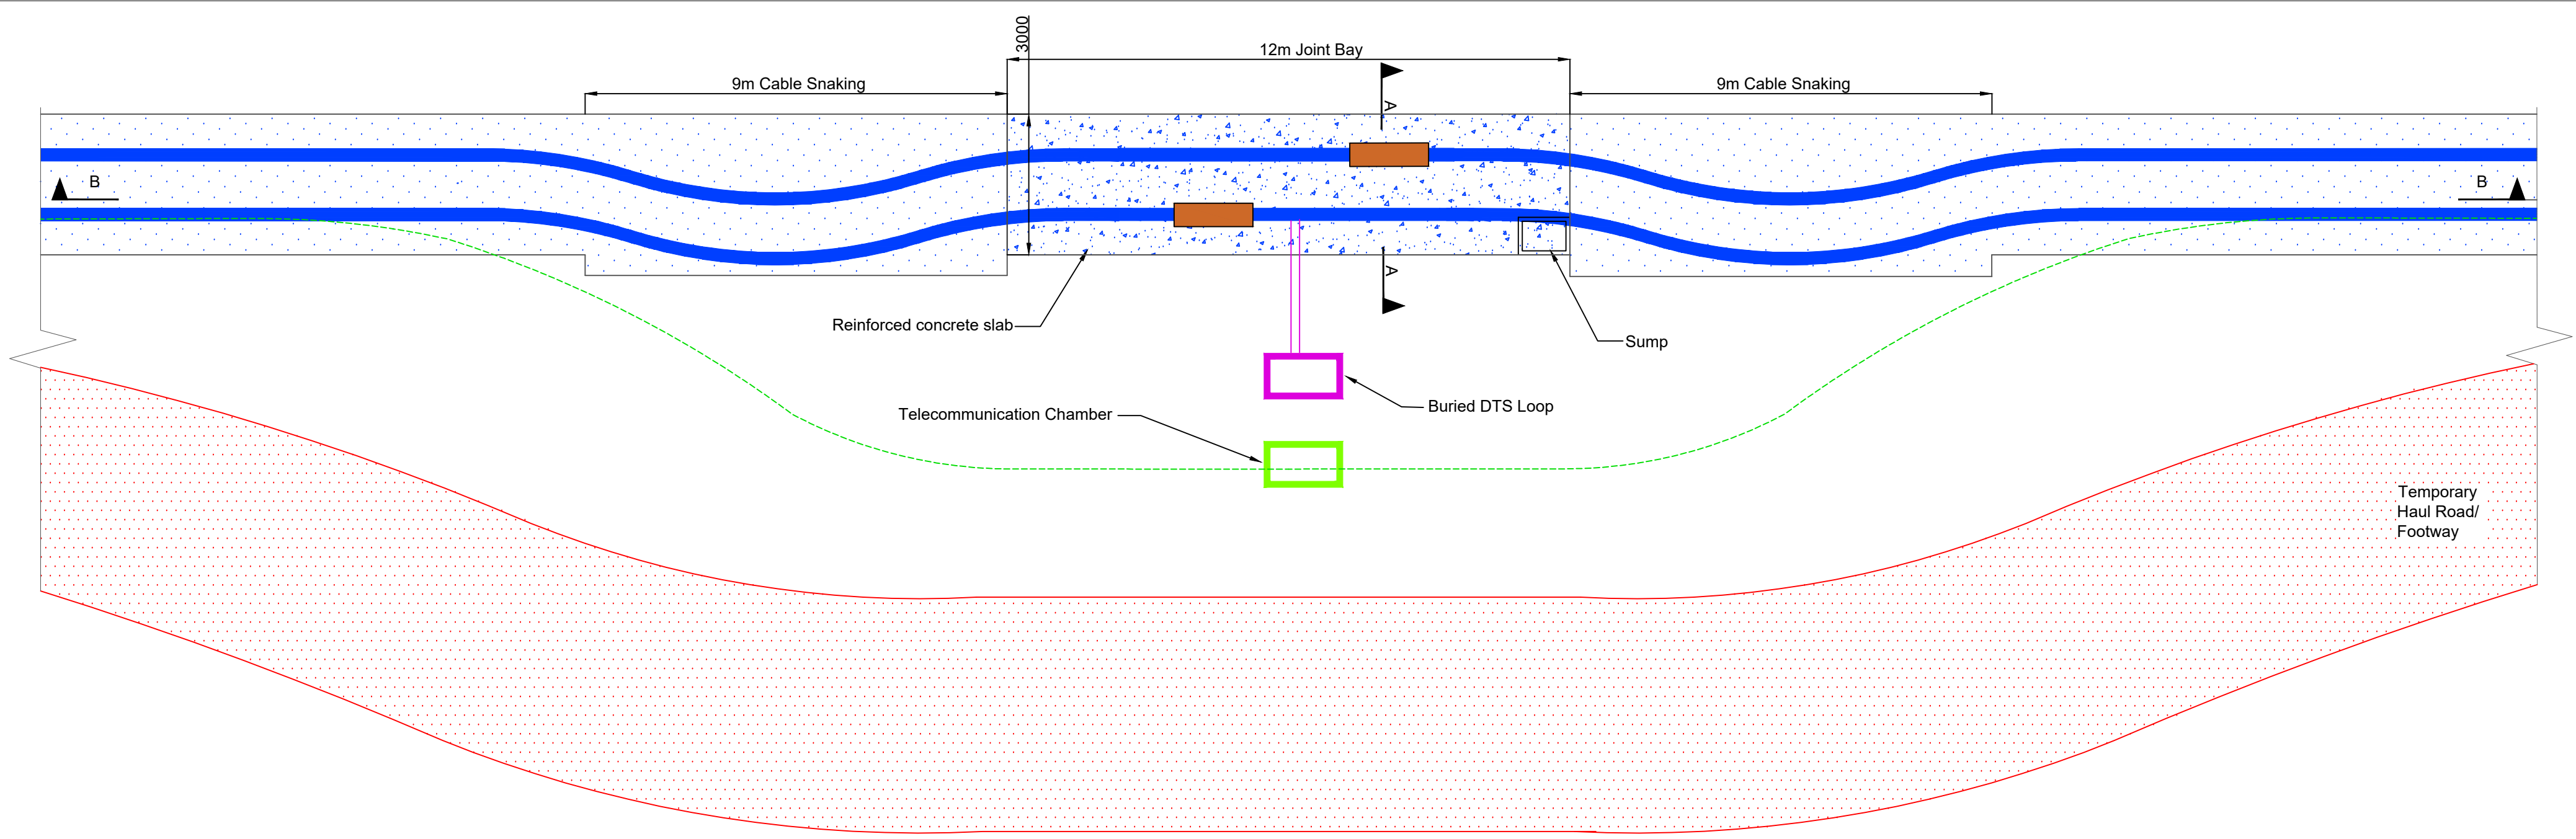 3000
12m Joint Bay
9m Cable Snaking
9m Cable Snaking
A
B
B
A
Reinforced concrete slab
Sump
Buried DTS Loop
Telecommunication Chamber
Temporary
Haul Road/
Footway